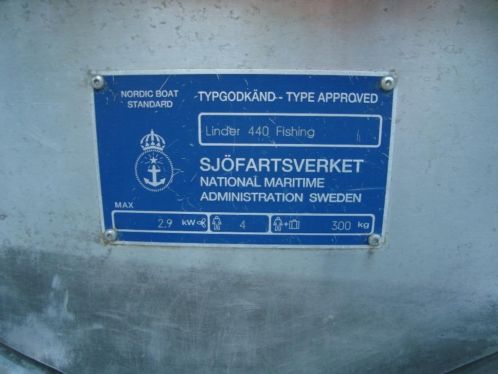 NORDIC BOAT
STANDARD
TYPGODKÄND - TYPE APPROVED
Linder 440 Fishing
SJÖFARTSVERKET
NATIONAL MARITIME
ADMINISTRATION SWEDEN
MAX
2.9 kW 4 + 300 kg